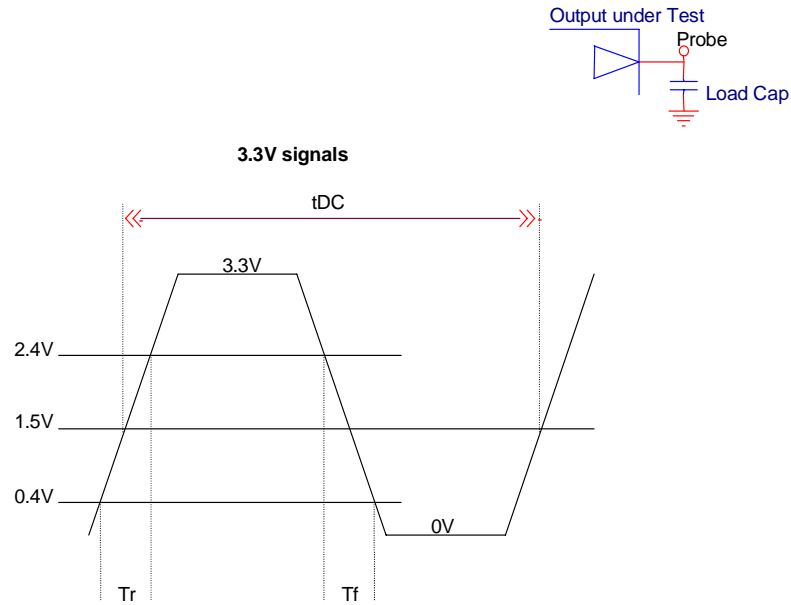 Output under Test
Probe
Load Cap
3.3V signals
tDC
3.3V
2.4V
1.5V
0.4V
0V
Tr
Tf